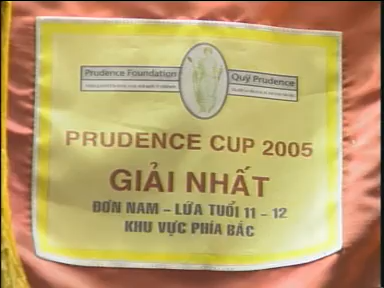 Prudence Foundation
Quỹ Prudence
PRUDENCE CUP 2005
GIẢI NHẤT
ĐƠN NAM - LỨA TUỔI 11 - 12
KHU VỰC PHÍA BẮC